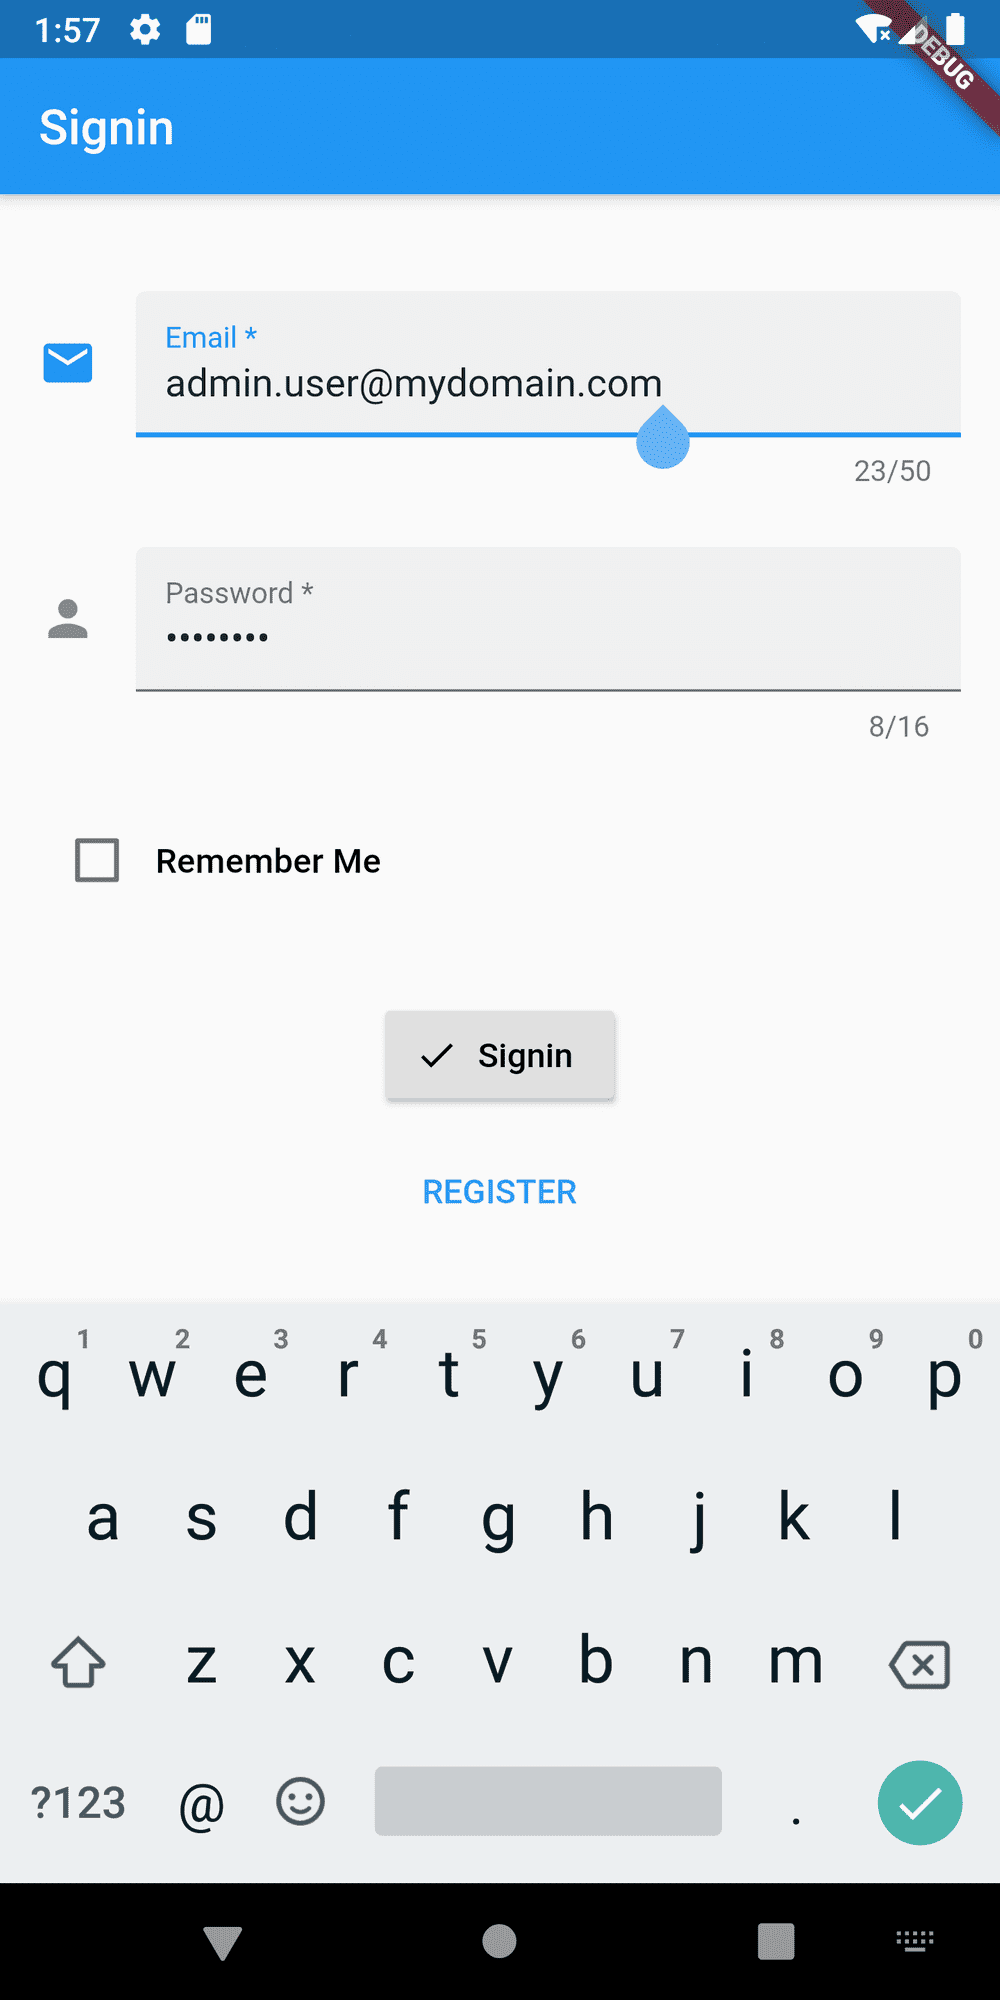 1:57
DEBUG
Signin
Email *
admin.user@mydomain.com
23/50
Password *
••••••••
8/16
Remember Me
Signin
REGISTER
1 2 3 4 5 6 7 8 9 0
q w e r t y u i o p
a s d f g h j k l
z x c v b n m
?123 @ .